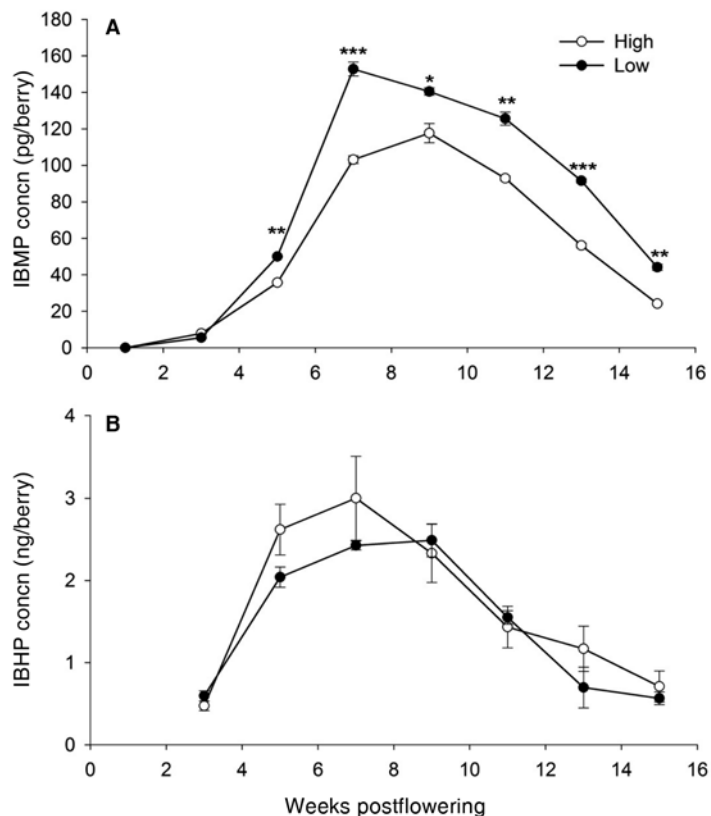 A
High
Low
IBMP concn (pg/berry)
180
160
140
120
100
80
60
40
20
0
***
*
**
***
**
**
0 2 4 6 8 10 12 14 16
B
IBHP concn (ng/berry)
4
3
2
1
0
0 2 4 6 8 10 12 14 16
Weeks postflowering